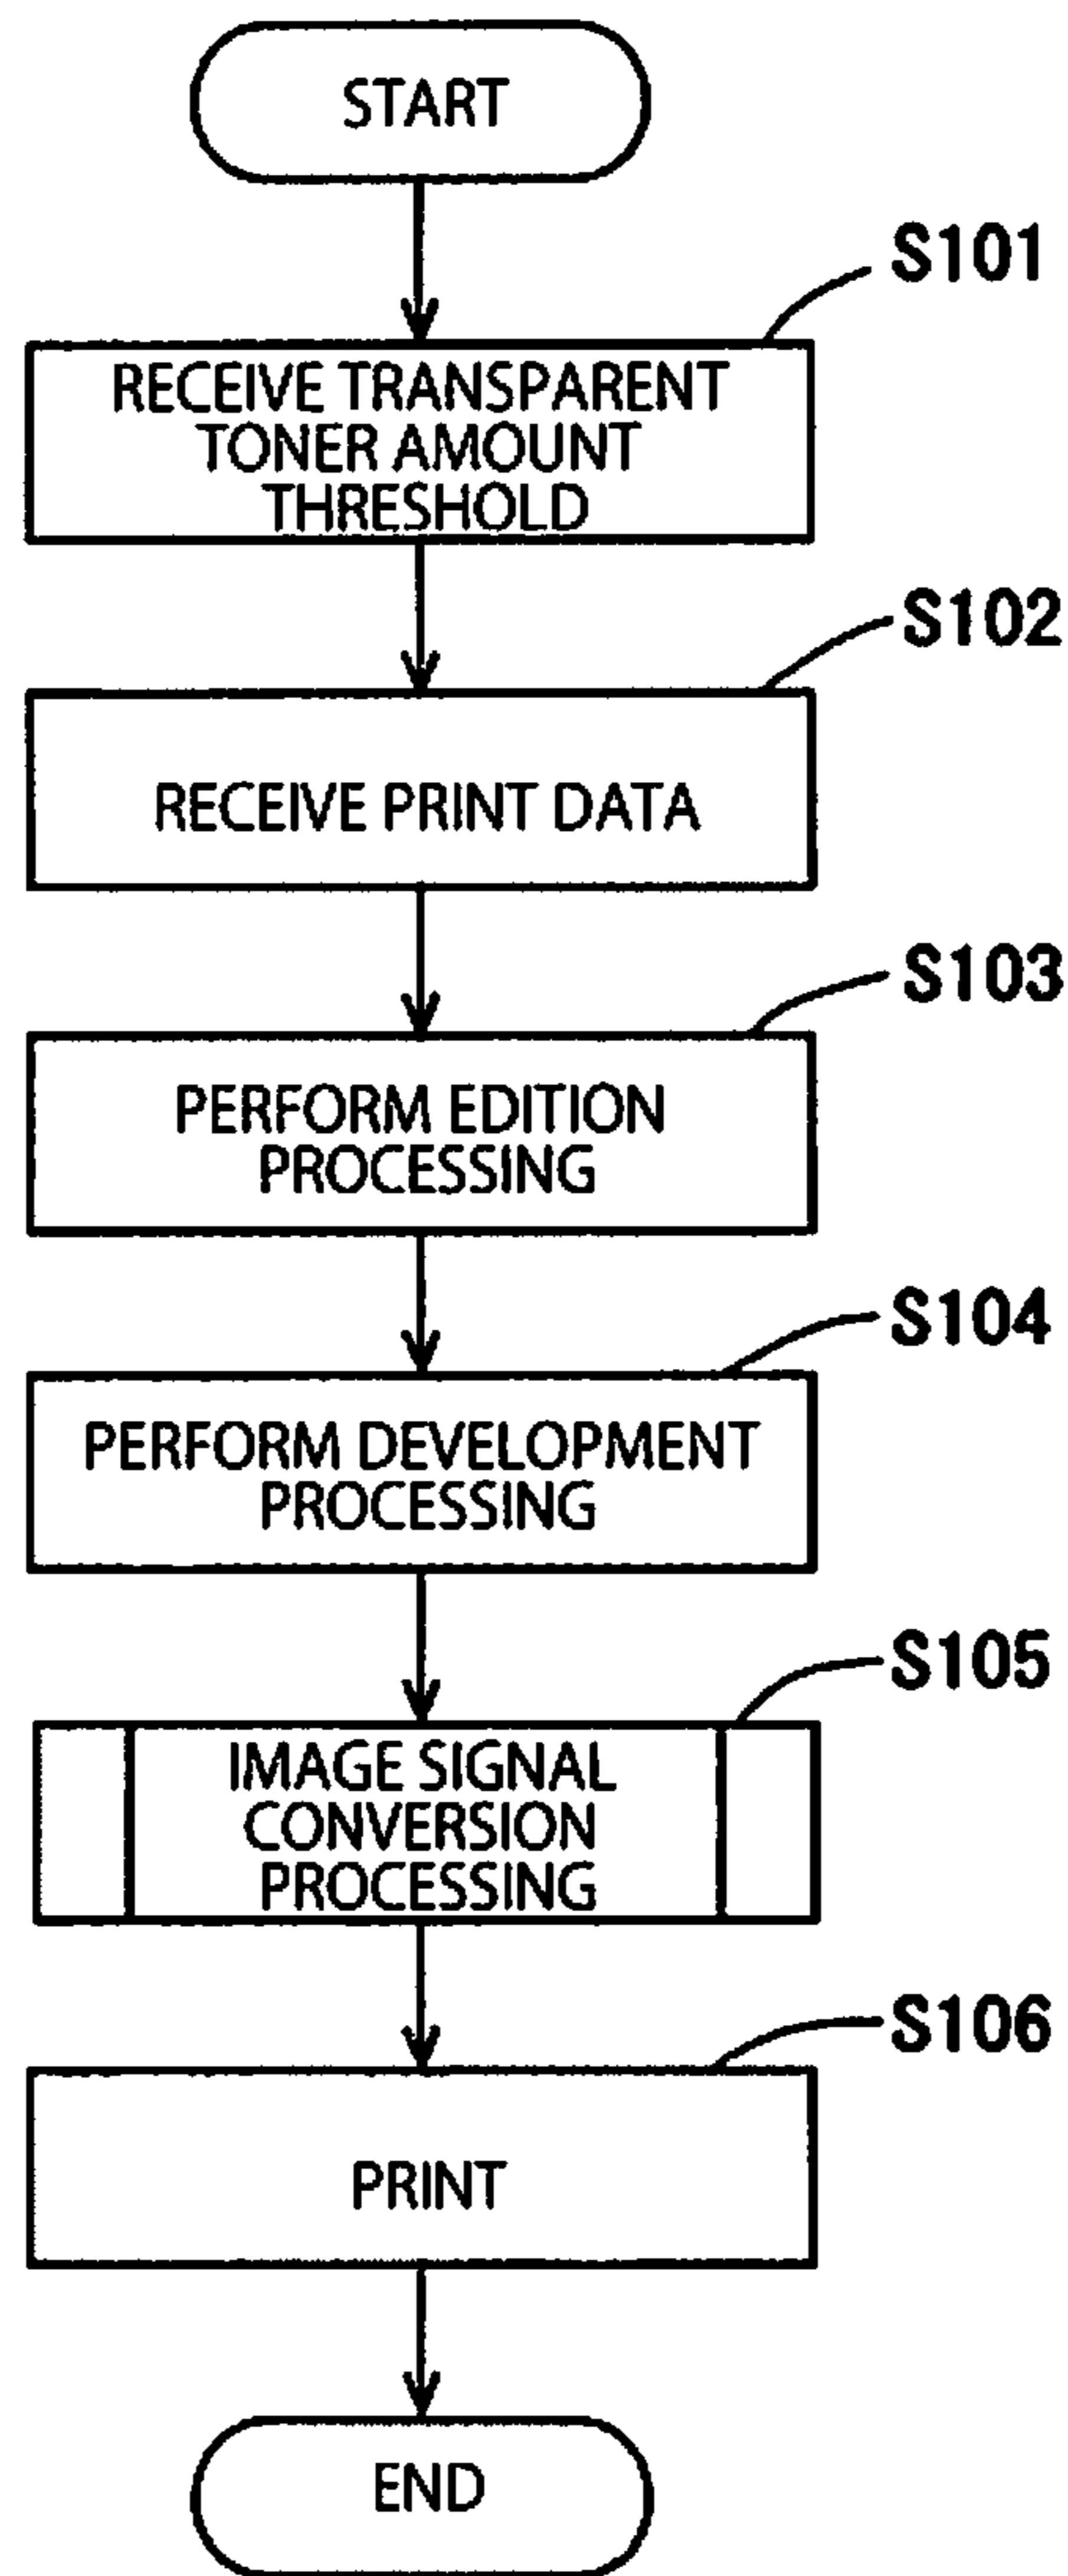 START
S101
RECEIVE TRANSPARENT
TONER AMOUNT
THRESHOLD
S102
RECEIVE PRINT DATA
S103
PERFORM EDITION
PROCESSING
S104
PERFORM DEVELOPMENT
PROCESSING
S105
IMAGE SIGNAL
CONVERSION
PROCESSING
S106
PRINT
END